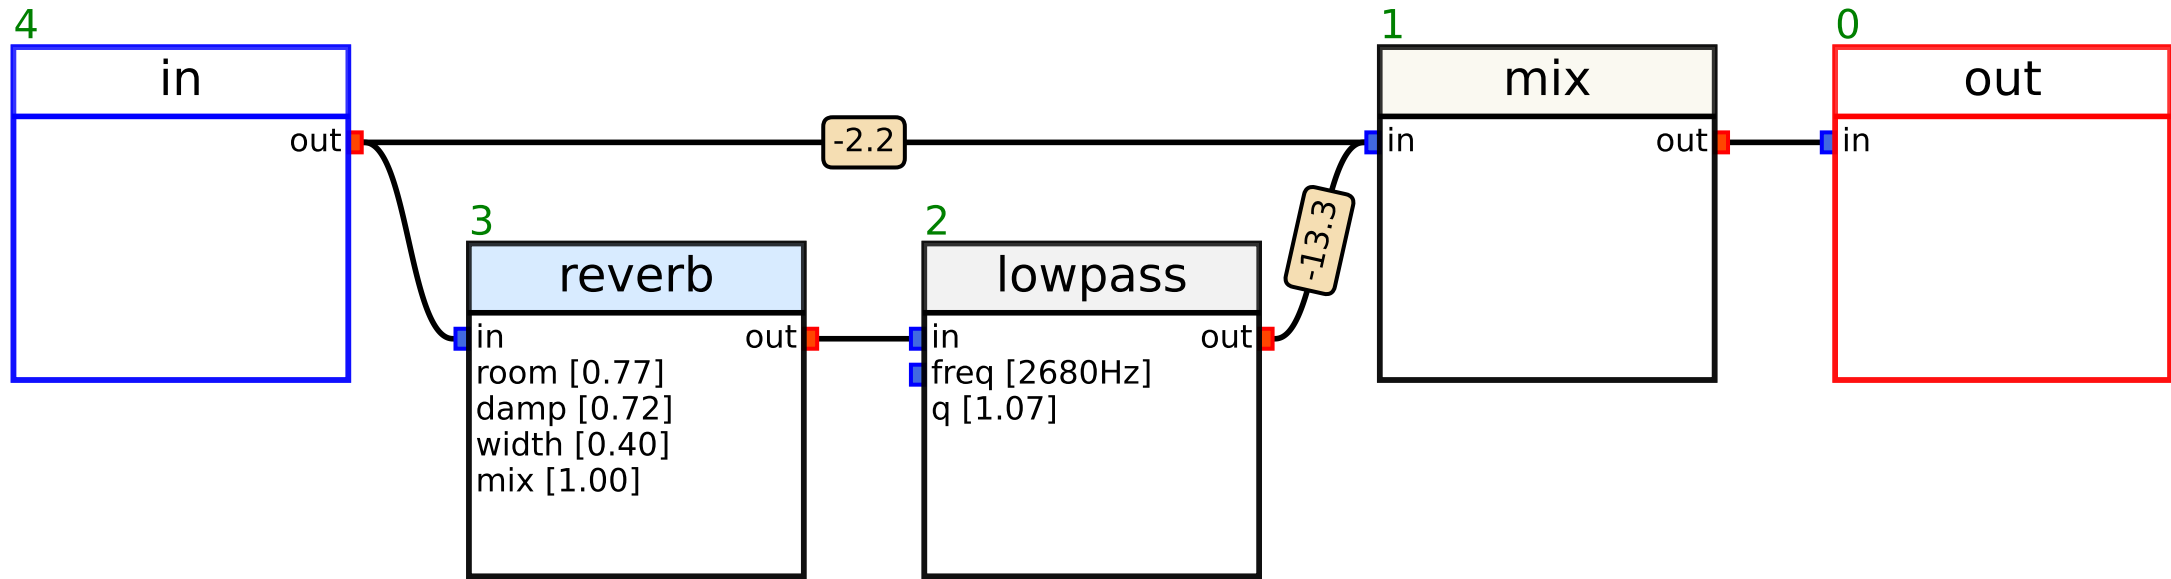 4
in
out
-2.2
3
reverb
in
out
room [0.77]
damp [0.72]
width [0.40]
mix [1.00]
2
lowpass
in
out
freq [2680Hz]
q [1.07]
-13.3
1
mix
in
out
0
out
in